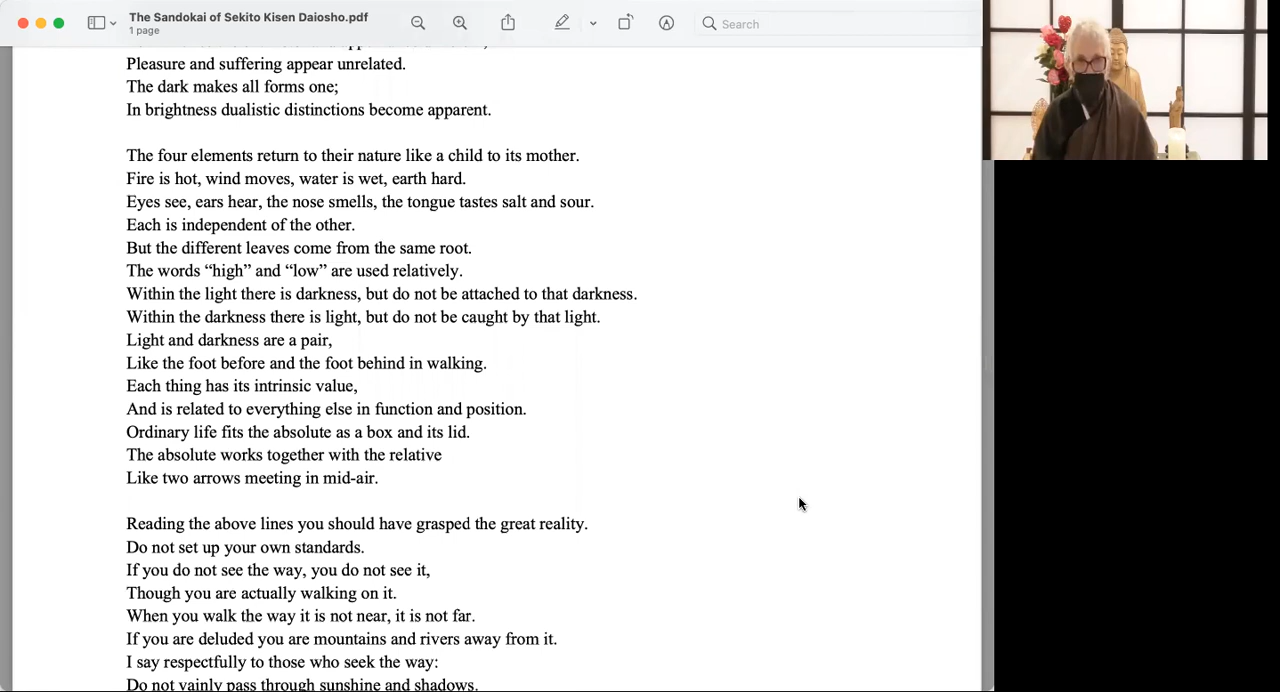 The Sandokai of Sekito Kisen Daiosho.pdf
1 page
Search
Pleasure and suffering appear unrelated.
The dark makes all forms one;
In brightness dualistic distinctions become apparent.
The four elements return to their nature like a child to its mother.
Fire is hot, wind moves, water is wet, earth hard.
Eyes see, ears hear, the nose smells, the tongue tastes salt and sour.
Each is independent of the other.
But the different leaves come from the same root.
The words “high” and “low” are used relatively.
Within the light there is darkness, but do not be attached to that darkness.
Within the darkness there is light, but do not be caught by that light.
Light and darkness are a pair,
Like the foot before and the foot behind in walking.
Each thing has its intrinsic value,
And is related to everything else in function and position.
Ordinary life fits the absolute as a box and its lid.
The absolute works together with the relative
Like two arrows meeting in mid-air.
Reading the above lines you should have grasped the great reality.
Do not set up your own standards.
If you do not see the way, you do not see it,
Though you are actually walking on it.
When you walk the way it is not near, it is not far.
If you are deluded you are mountains and rivers away from it.
I say respectfully to those who seek the way:
Do not vainly pass through sunshine and shadows.